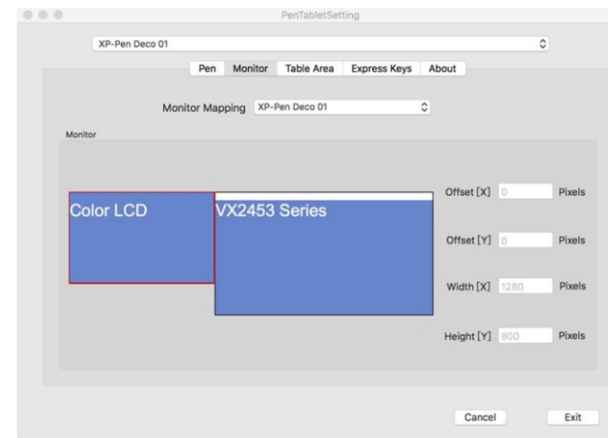 PenTabletSetting
XP-Pen Deco 01
Pen Monitor Table Area Express Keys About
Monitor Mapping XP-Pen Deco 01
Monitor
Color LCD VX2453 Series
Offset [X] 0 Pixels
Offset [Y] 0 Pixels
Width [X] 1280 Pixels
Height [Y] 800 Pixels
Cancel Exit